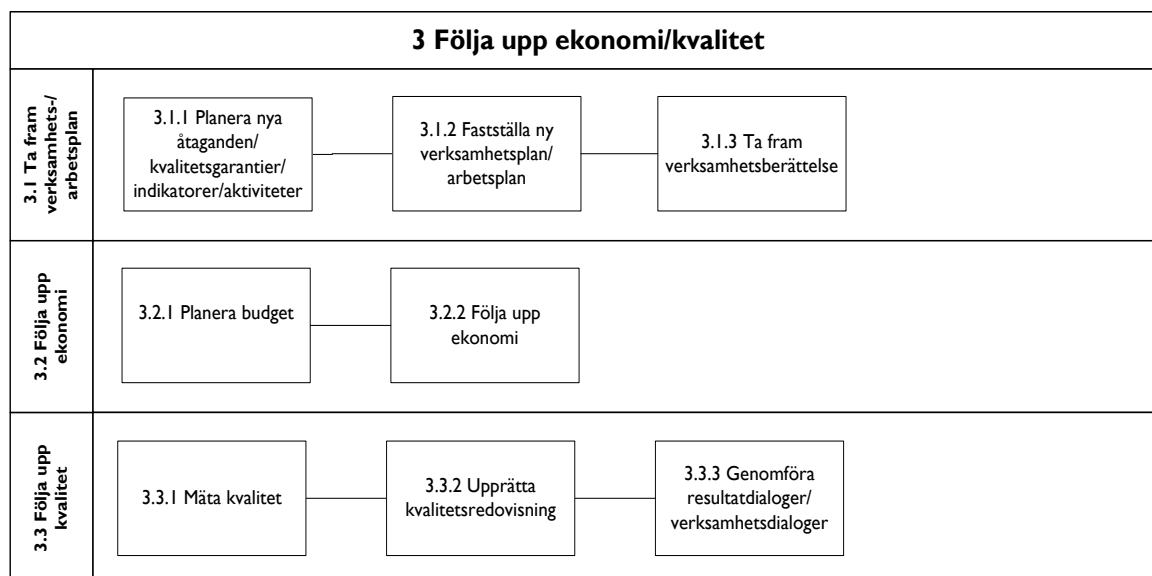 3 Följa upp ekonomi/kvalitet
3.1 Ta fram
verksamhets-/
arbetsplan
3.1.1 Planera nya
åtaganden/
kvalitetsgarantier/
indikatorer/aktiviteter
3.1.2 Fastställa ny
verksamhetsplan/
arbetsplan
3.1.3 Ta fram
verksamhetsberättelse
3.2 Följa upp
ekonomi
3.2.1 Planera budget
3.2.2 Följa upp
ekonomi
3.3 Följa upp
kvalitet
3.3.1 Mäta kvalitet
3.3.2 Upprätta
kvalitetsredovisning
3.3.3 Genomföra
resultatdialoger/
verksamhetsdialoger